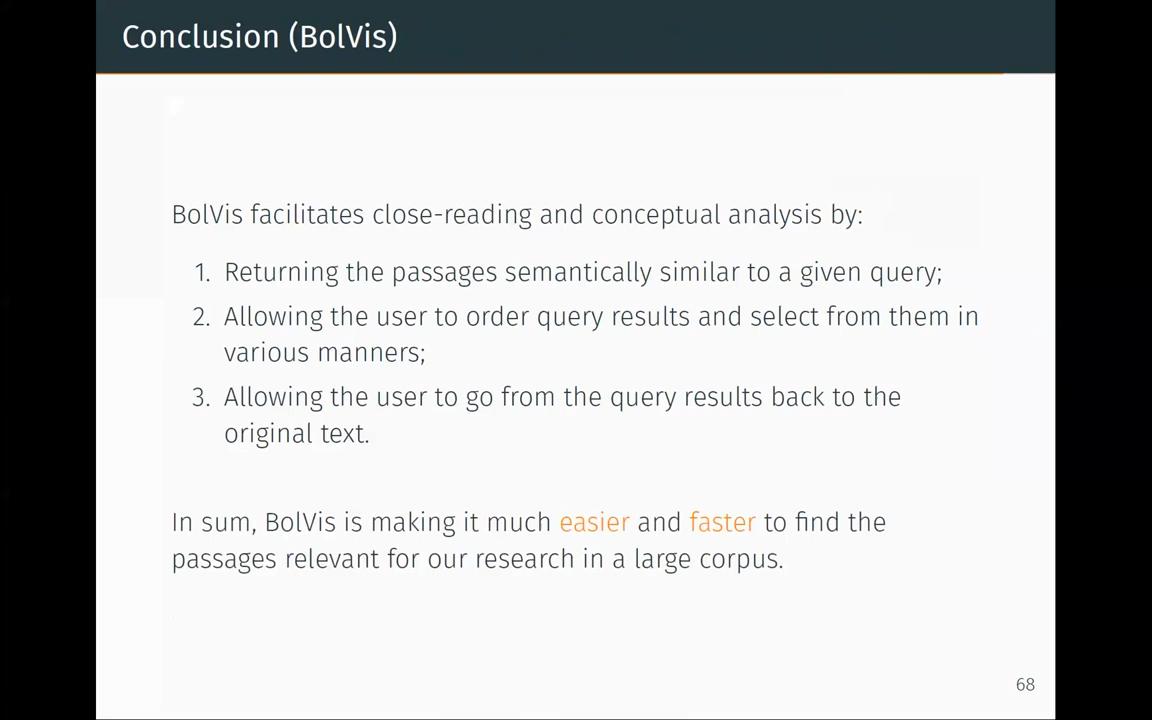 Conclusion (BolVis)
BolVis facilitates close-reading and conceptual analysis by:
1. Returning the passages semantically similar to a given query;
2. Allowing the user to order query results and select from them in
various manners;
3. Allowing the user to go from the query results back to the
original text.
In sum, BolVis is making it much easier and faster to find the
passages relevant for our research in a large corpus.
68